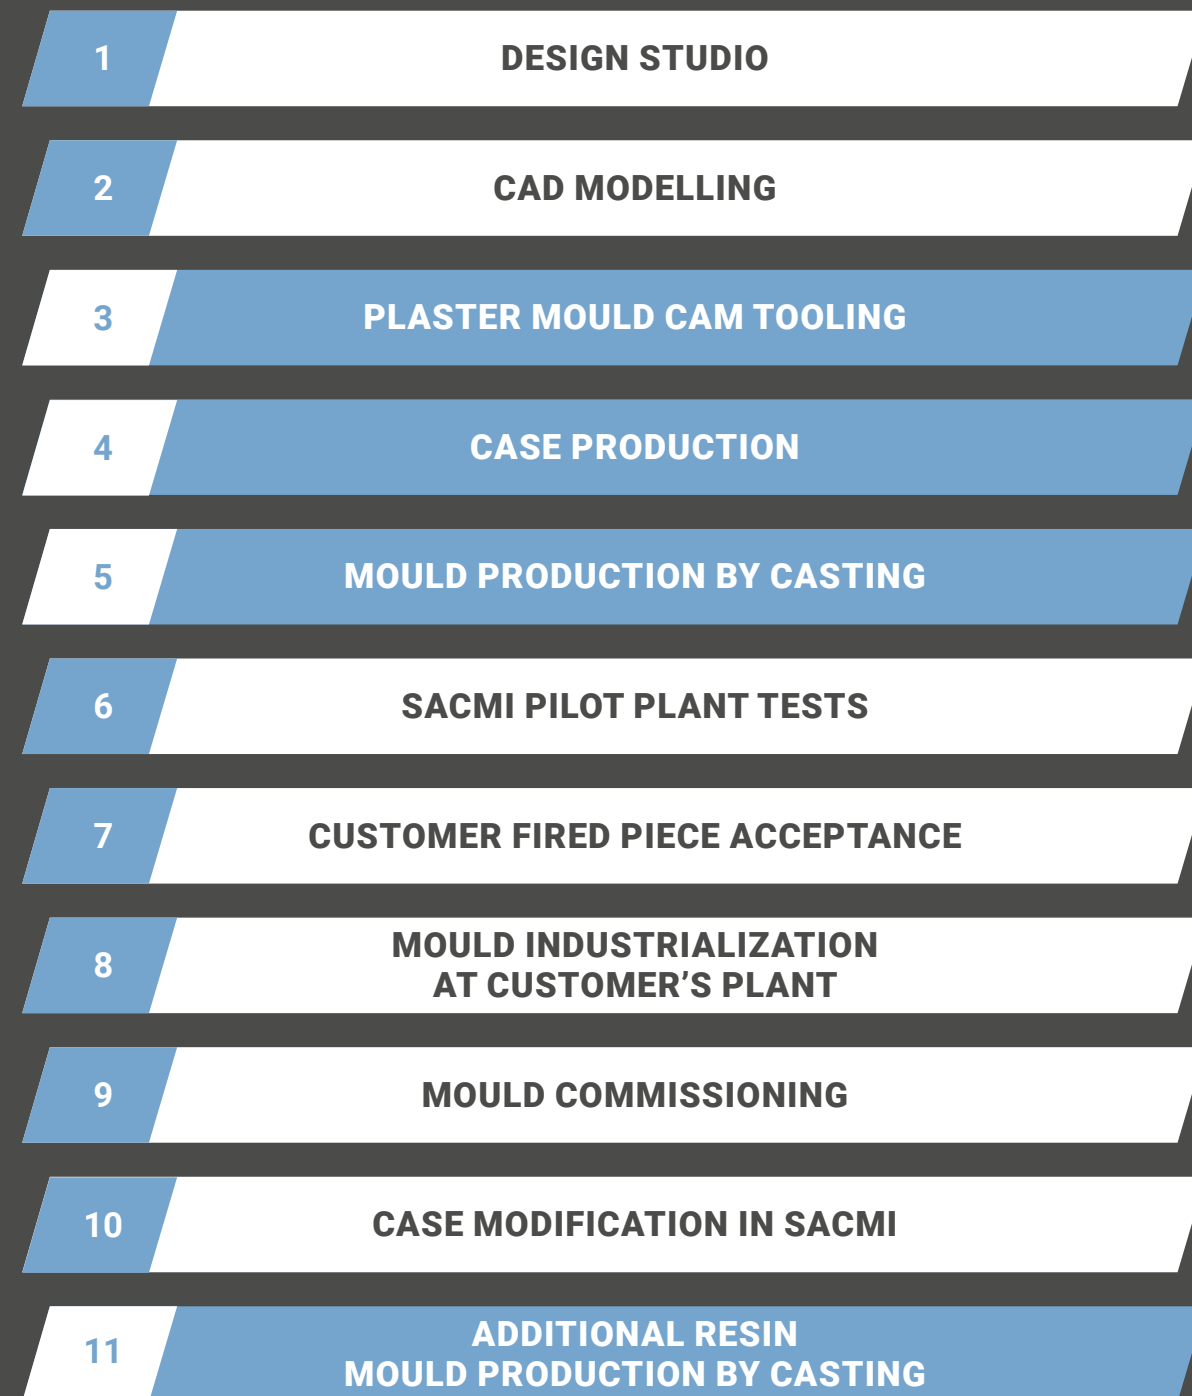 1
DESIGN STUDIO
2
CAD MODELLING
3
PLASTER MOULD CAM TOOLING
4
CASE PRODUCTION
5
MOULD PRODUCTION BY CASTING
6
SACMI PILOT PLANT TESTS
7
CUSTOMER FIRED PIECE ACCEPTANCE
8
MOULD INDUSTRIALIZATION
AT CUSTOMER’S PLANT
9
MOULD COMMISSIONING
10
CASE MODIFICATION IN SACMI
11
ADDITIONAL RESIN
MOULD PRODUCTION BY CASTING